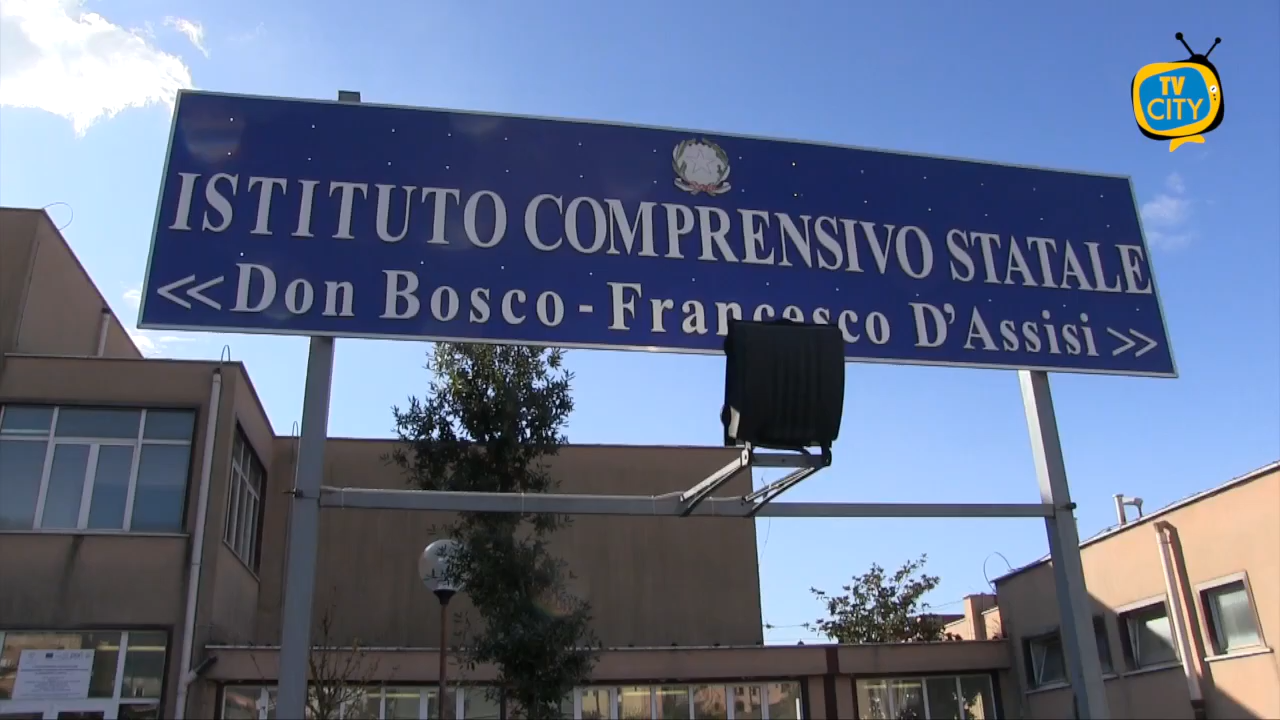 TV
CITY
ISTITUTO COMPRENSIVO STATALE
<<Don Bosco - Francesco D'Assisi>>